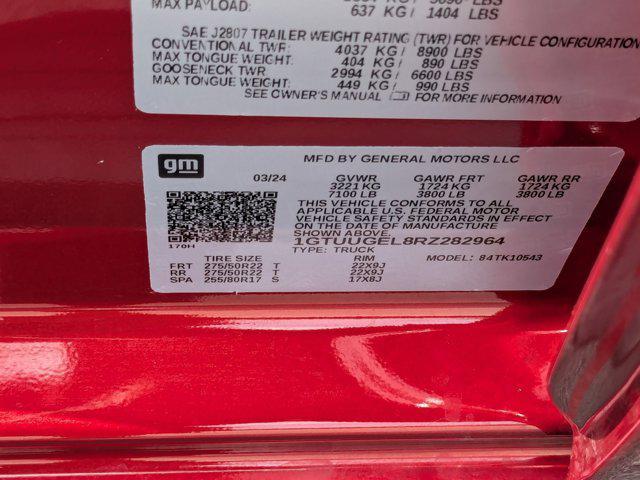 MAX PAYLOAD:
637 KG / 1404 LBS
SAE J2807 TRAILER WEIGHT RATING (TWR) FOR VEHICLE CONFIGURATION
CONVENTIONAL TWR: 4037 KG / 8900 LBS
MAX TONGUE WEIGHT: 404 KG / 890 LBS
GOOSENECK TWR 2994 KG / 6600 LBS
MAX TONGUE WEIGHT: 449 KG / 990 LBS
SEE OWNER'S MANUAL FOR MORE INFORMATION
gm
MFD BY GENERAL MOTORS LLC
03/24 GVWR GAWR FRT GAWR RR
3221 KG 1724 KG 1724 KG
7100 LB 3800 LB 3800 LB
THIS VEHICLE CONFORMS TO ALL
APPLICABLE U.S. FEDERAL MOTOR
VEHICLE SAFETY STANDARDS IN EFFECT
ON THE DATE OF MANUFACTURE
SHOWN ABOVE
170H
1GTUUGEL8RZ282964
TYPE: TRUCK
TIRE SIZE RIM MODEL: 84TK10543
FRT 275/50R22 T 22X9J
RR 275/50R22 T 22X9J
SPA 255/80R17 S 17X8J